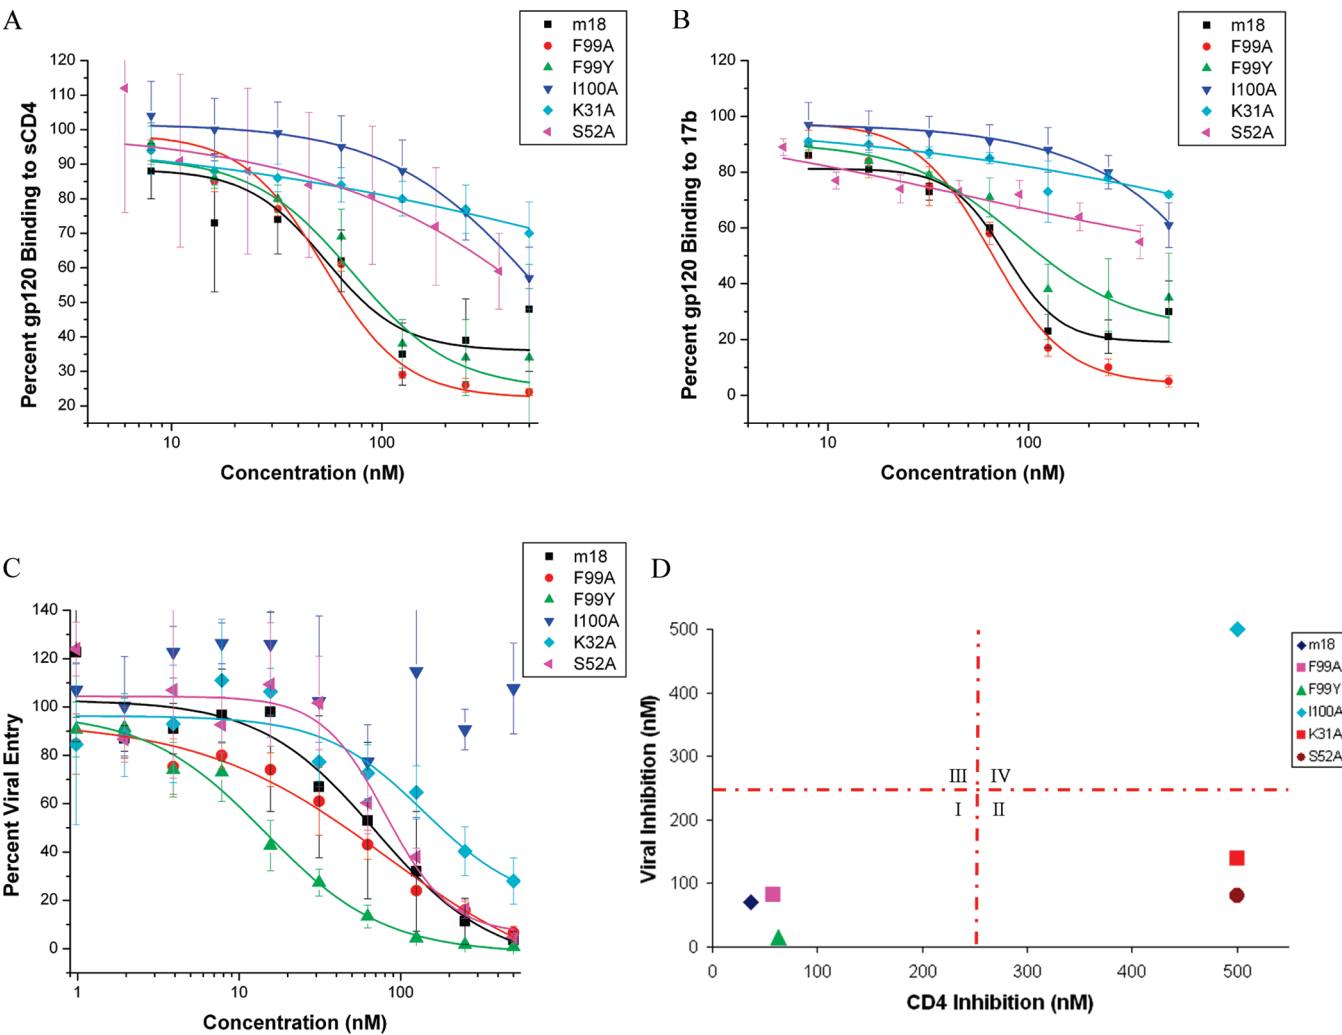 A
m18
F99A
F99Y
I100A
K31A
S52A
120
110
100
90
80
70
60
50
40
30
20
Percent gp120 Binding to sCD4
10
100
Concentration (nM)
B
m18
F99A
F99Y
I100A
K31A
S52A
120
100
80
60
40
20
0
Percent gp120 Binding to 17b
10
100
Concentration (nM)
C
m18
F99A
F99Y
I100A
K32A
S52A
140
120
100
80
60
40
20
0
Percent Viral Entry
1
10
100
Concentration (nM)
D
500
400
300
200
100
0
Viral Inhibition (nM)
III IV
I II
m18
F99A
F99Y
I100A
K31A
S52A
0 100 200 300 400 500
CD4 Inhibition (nM)